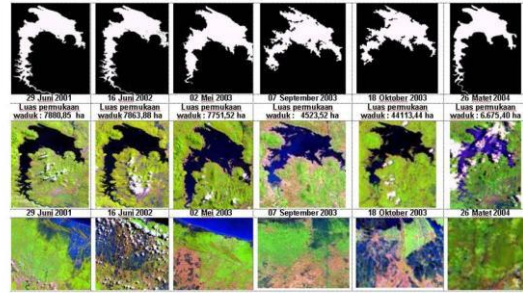 29 Juni 2001 16 Juni 2002 02 Mei 2003 07 September 2003 18 Oktober 2003 26 Matet 2004
Luas permukaan Luas permukaan Luas permukaan Luas permukaan Luas permukaan Luas permukaan
waduk : 7880,85 ha waduk 7863,88 ha waduk : 7751,52 ha waduk : 4523,52 ha waduk : 44113,44 ha waduk : 6.675,40 ha
29 Juni 2001 16 Juni 2002 02 Mei 2003 07 September 2003 18 Oktober 2003 26 Matet 2004